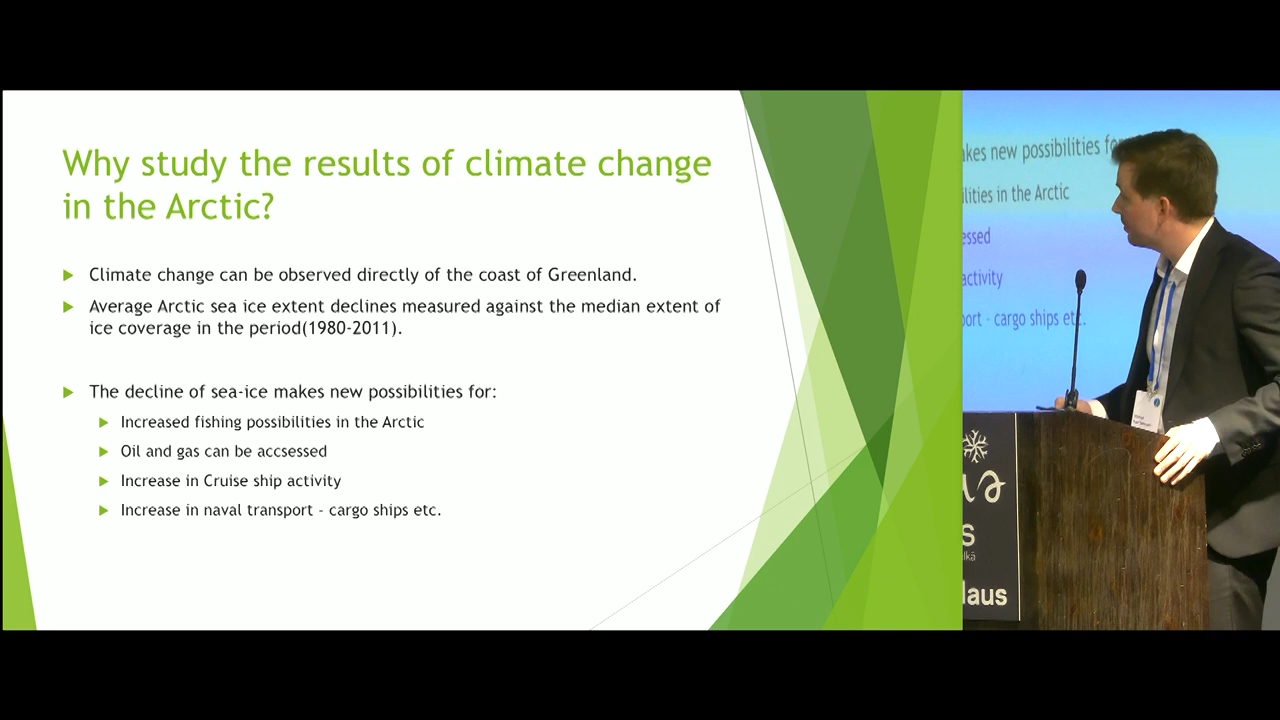 Why study the results of climate change
in the Arctic?
Climate change can be observed directly of the coast of Greenland.
Average Arctic sea ice extent declines measured against the median extent of
ice coverage in the period(1980-2011).
The decline of sea-ice makes new possibilities for:
Increased fishing possibilities in the Arctic
Oil and gas can be accsessed
Increase in Cruise ship activity
Increase in naval transport - cargo ships etc.
akes new possibilities fo
ilities in the Arctic
essed
activity
port - cargo ships etc.
S
lkä
laus